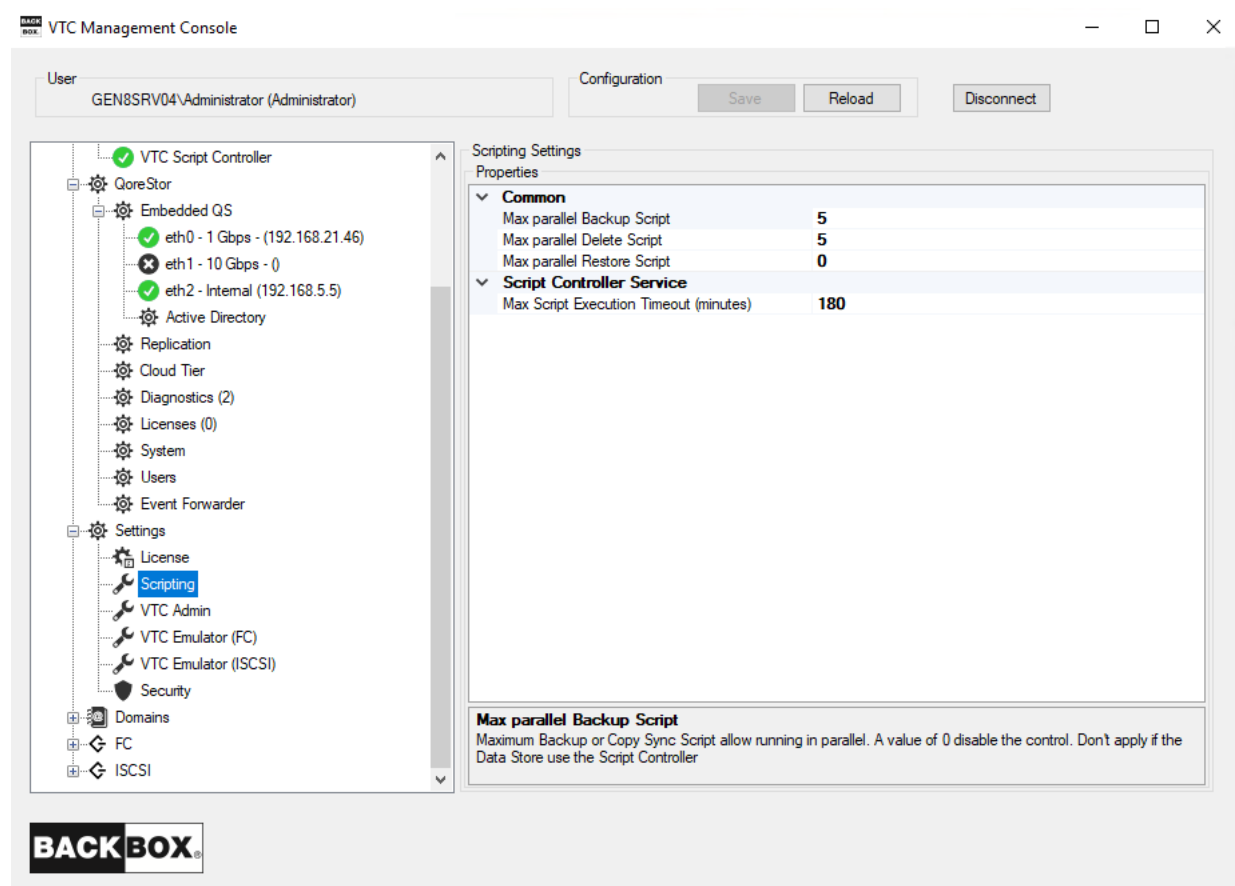 BACK
BOX.
VTC Management Console
User
GEN8SRV04\Administrator (Administrator)
Configuration
Save
Reload
Disconnect
VTC Script Controller
QoreStor
Embedded QS
eth0 - 1 Gbps - (192.168.21.46)
eth1 - 10 Gbps - ()
eth2 - Internal (192.168.5.5)
Active Directory
Replication
Cloud Tier
Diagnostics (2)
Licenses (0)
System
Users
Event Forwarder
Settings
License
Scripting
VTC Admin
VTC Emulator (FC)
VTC Emulator (ISCSI)
Security
Domains
FC
ISCSI
Scripting Settings
Properties
Common
Max parallel Backup Script 5
Max parallel Delete Script 5
Max parallel Restore Script 0
Script Controller Service
Max Script Execution Timeout (minutes) 180
Max parallel Backup Script
Maximum Backup or Copy Sync Script allow running in parallel. A value of 0 disable the control. Don't apply if the
Data Store use the Script Controller
BACKBOX®